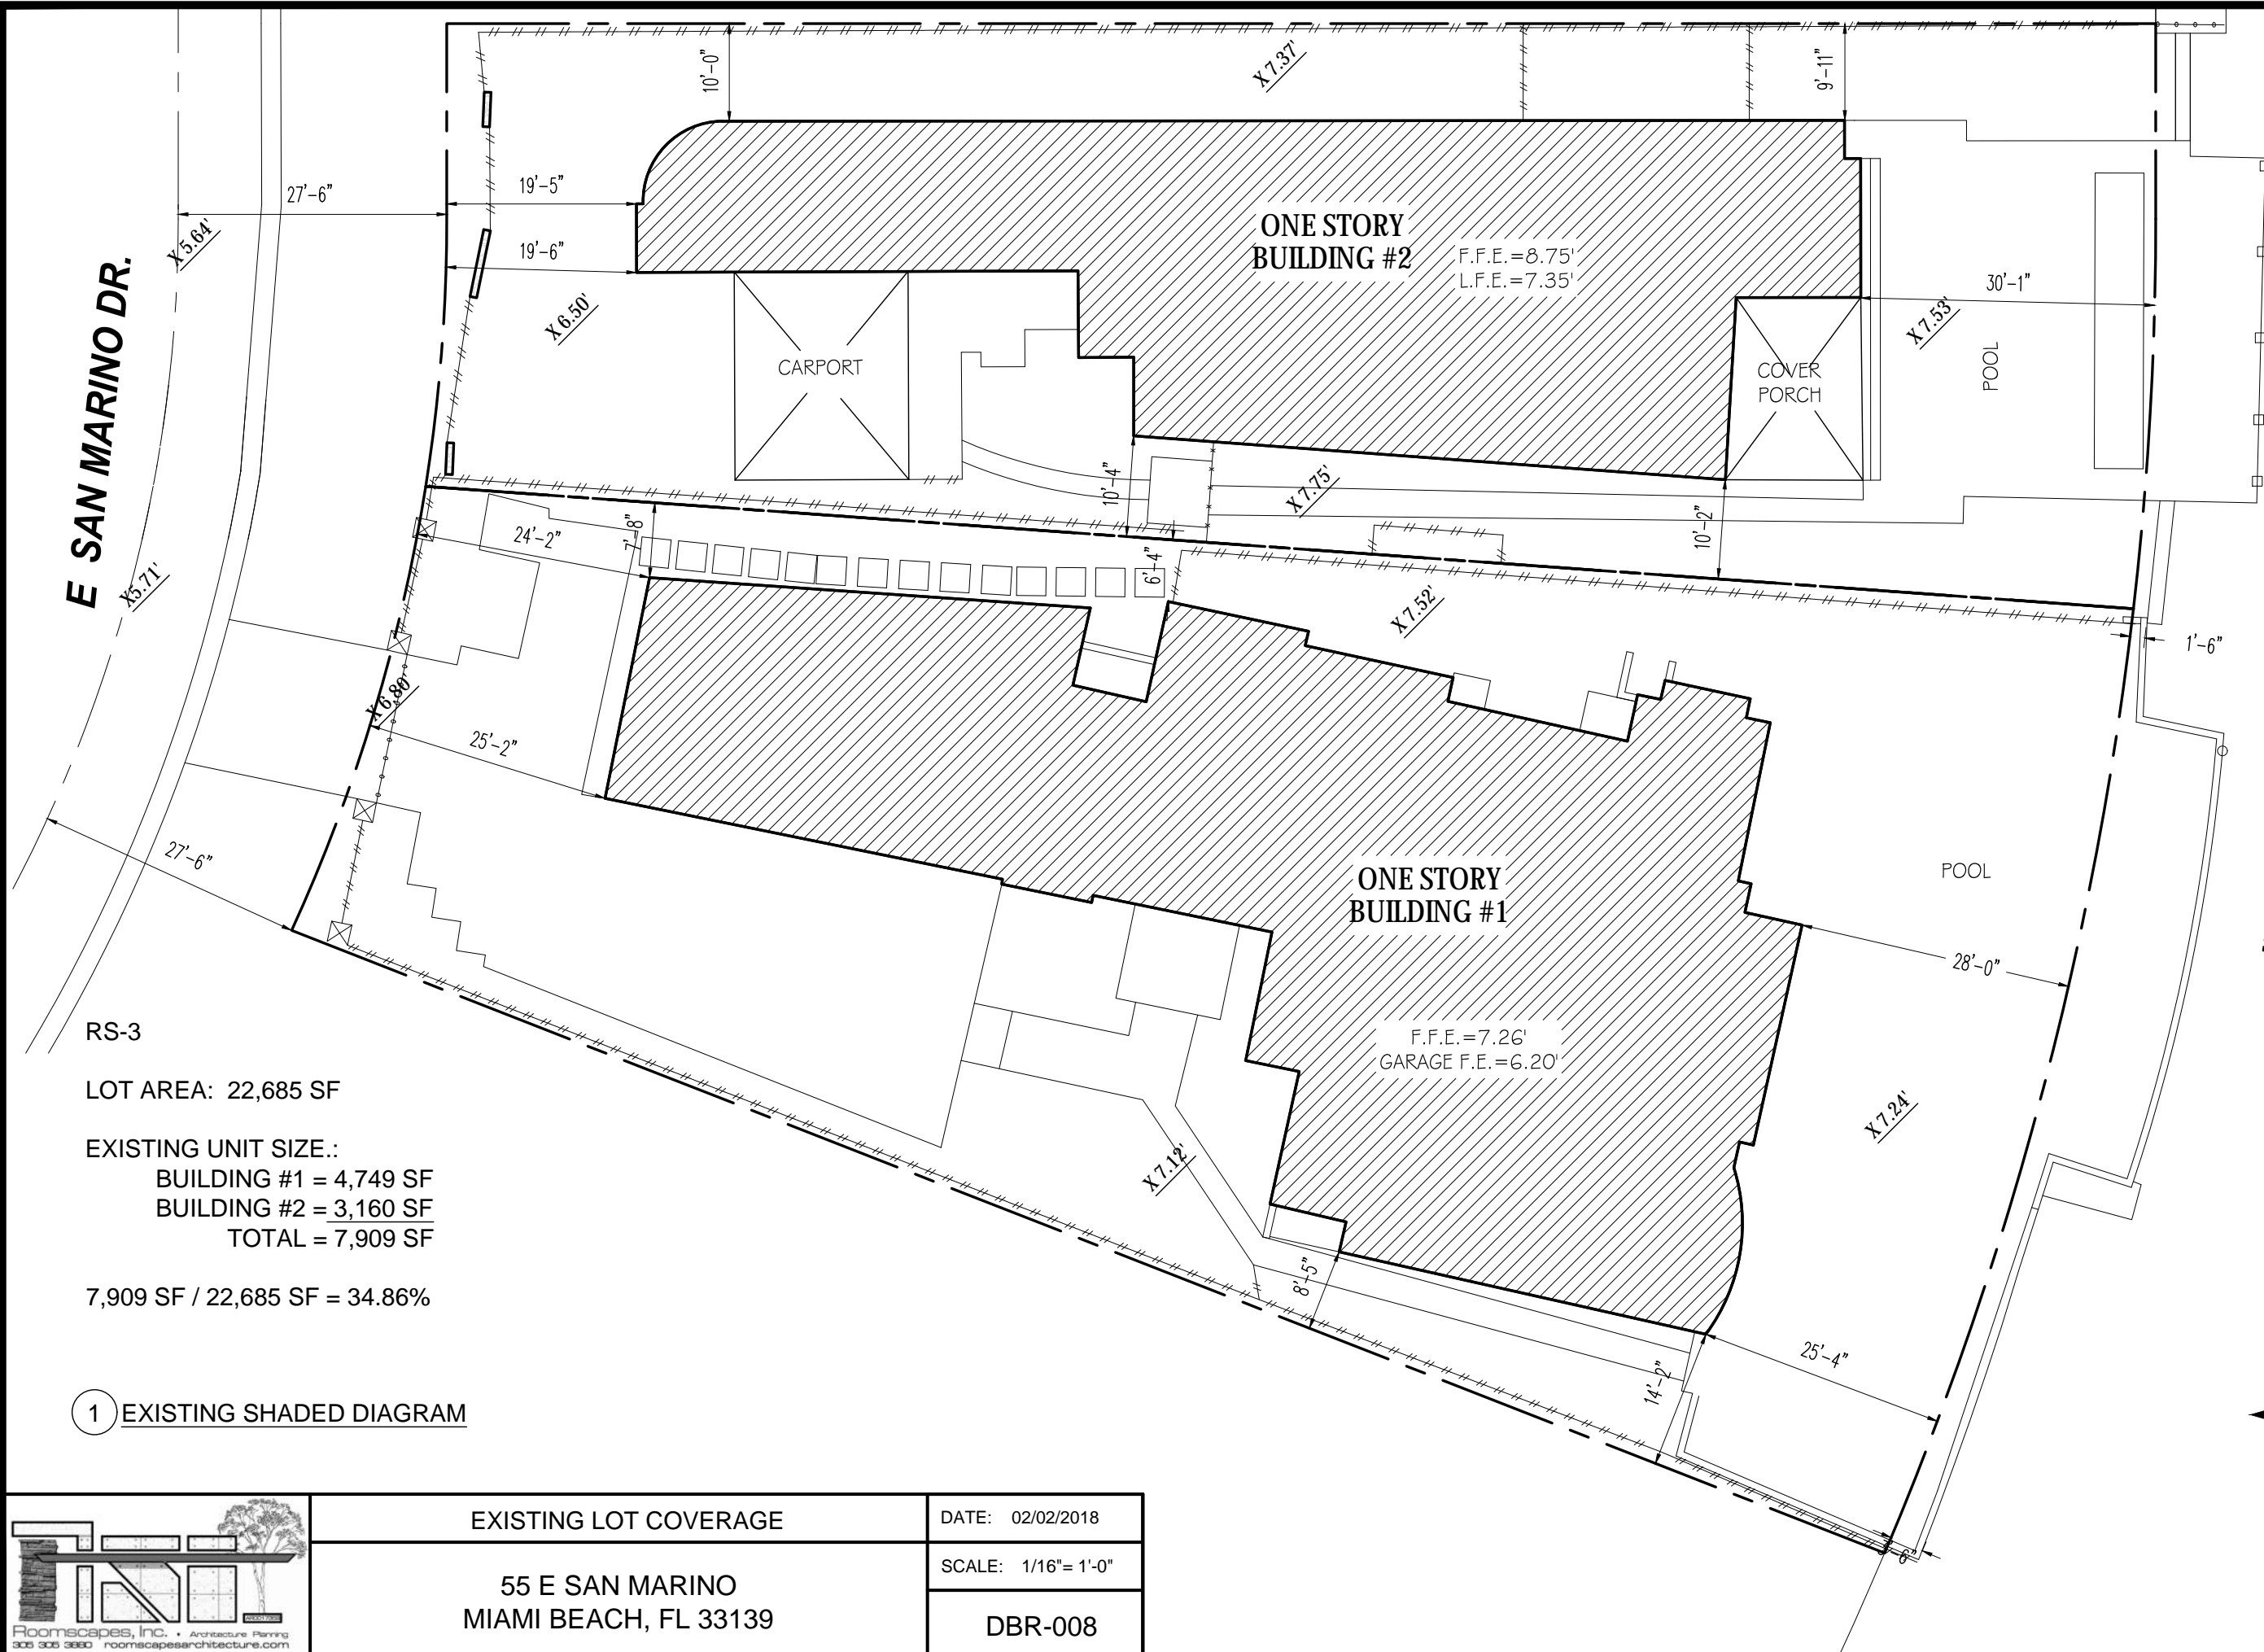 10'-0"
X 7.37'
9'-11"
27'-6"
19'-5"
X 5.64'
19'-6"
ONE STORY
BUILDING #2
F.F.E.=8.75'
L.F.E.=7.35'
30'-1"
X 6.50'
X 7.53'
E SAN MARINO DR.
CARPORT
COVER
PORCH
POOL
10'-4"
X 7.75'
10'-2"
24'-2"
7'-8"
6'-4"
X5.71'
X 7.52'
1'-6"
X 6.80'
25'-2"
27'-6"
ONE STORY
BUILDING #1
POOL
28'-0"
F.F.E.=7.26'
GARAGE F.E.=6.20'
X 7.24'
X 7.12'
8'-5"
14'-2"
25'-4"
RS-3
LOT AREA: 22,685 SF
EXISTING UNIT SIZE.:
BUILDING #1 = 4,749 SF
BUILDING #2 = 3,160 SF
TOTAL = 7,909 SF
7,909 SF / 22,685 SF = 34.86%
1 EXISTING SHADED DIAGRAM
Roomscapes, Inc. • Architecture Planning
305 305 3880 roomscapesarchitecture.com
EXISTING LOT COVERAGE
55 E SAN MARINO
MIAMI BEACH, FL 33139
DATE: 02/02/2018
SCALE: 1/16"= 1'-0"
DBR-008